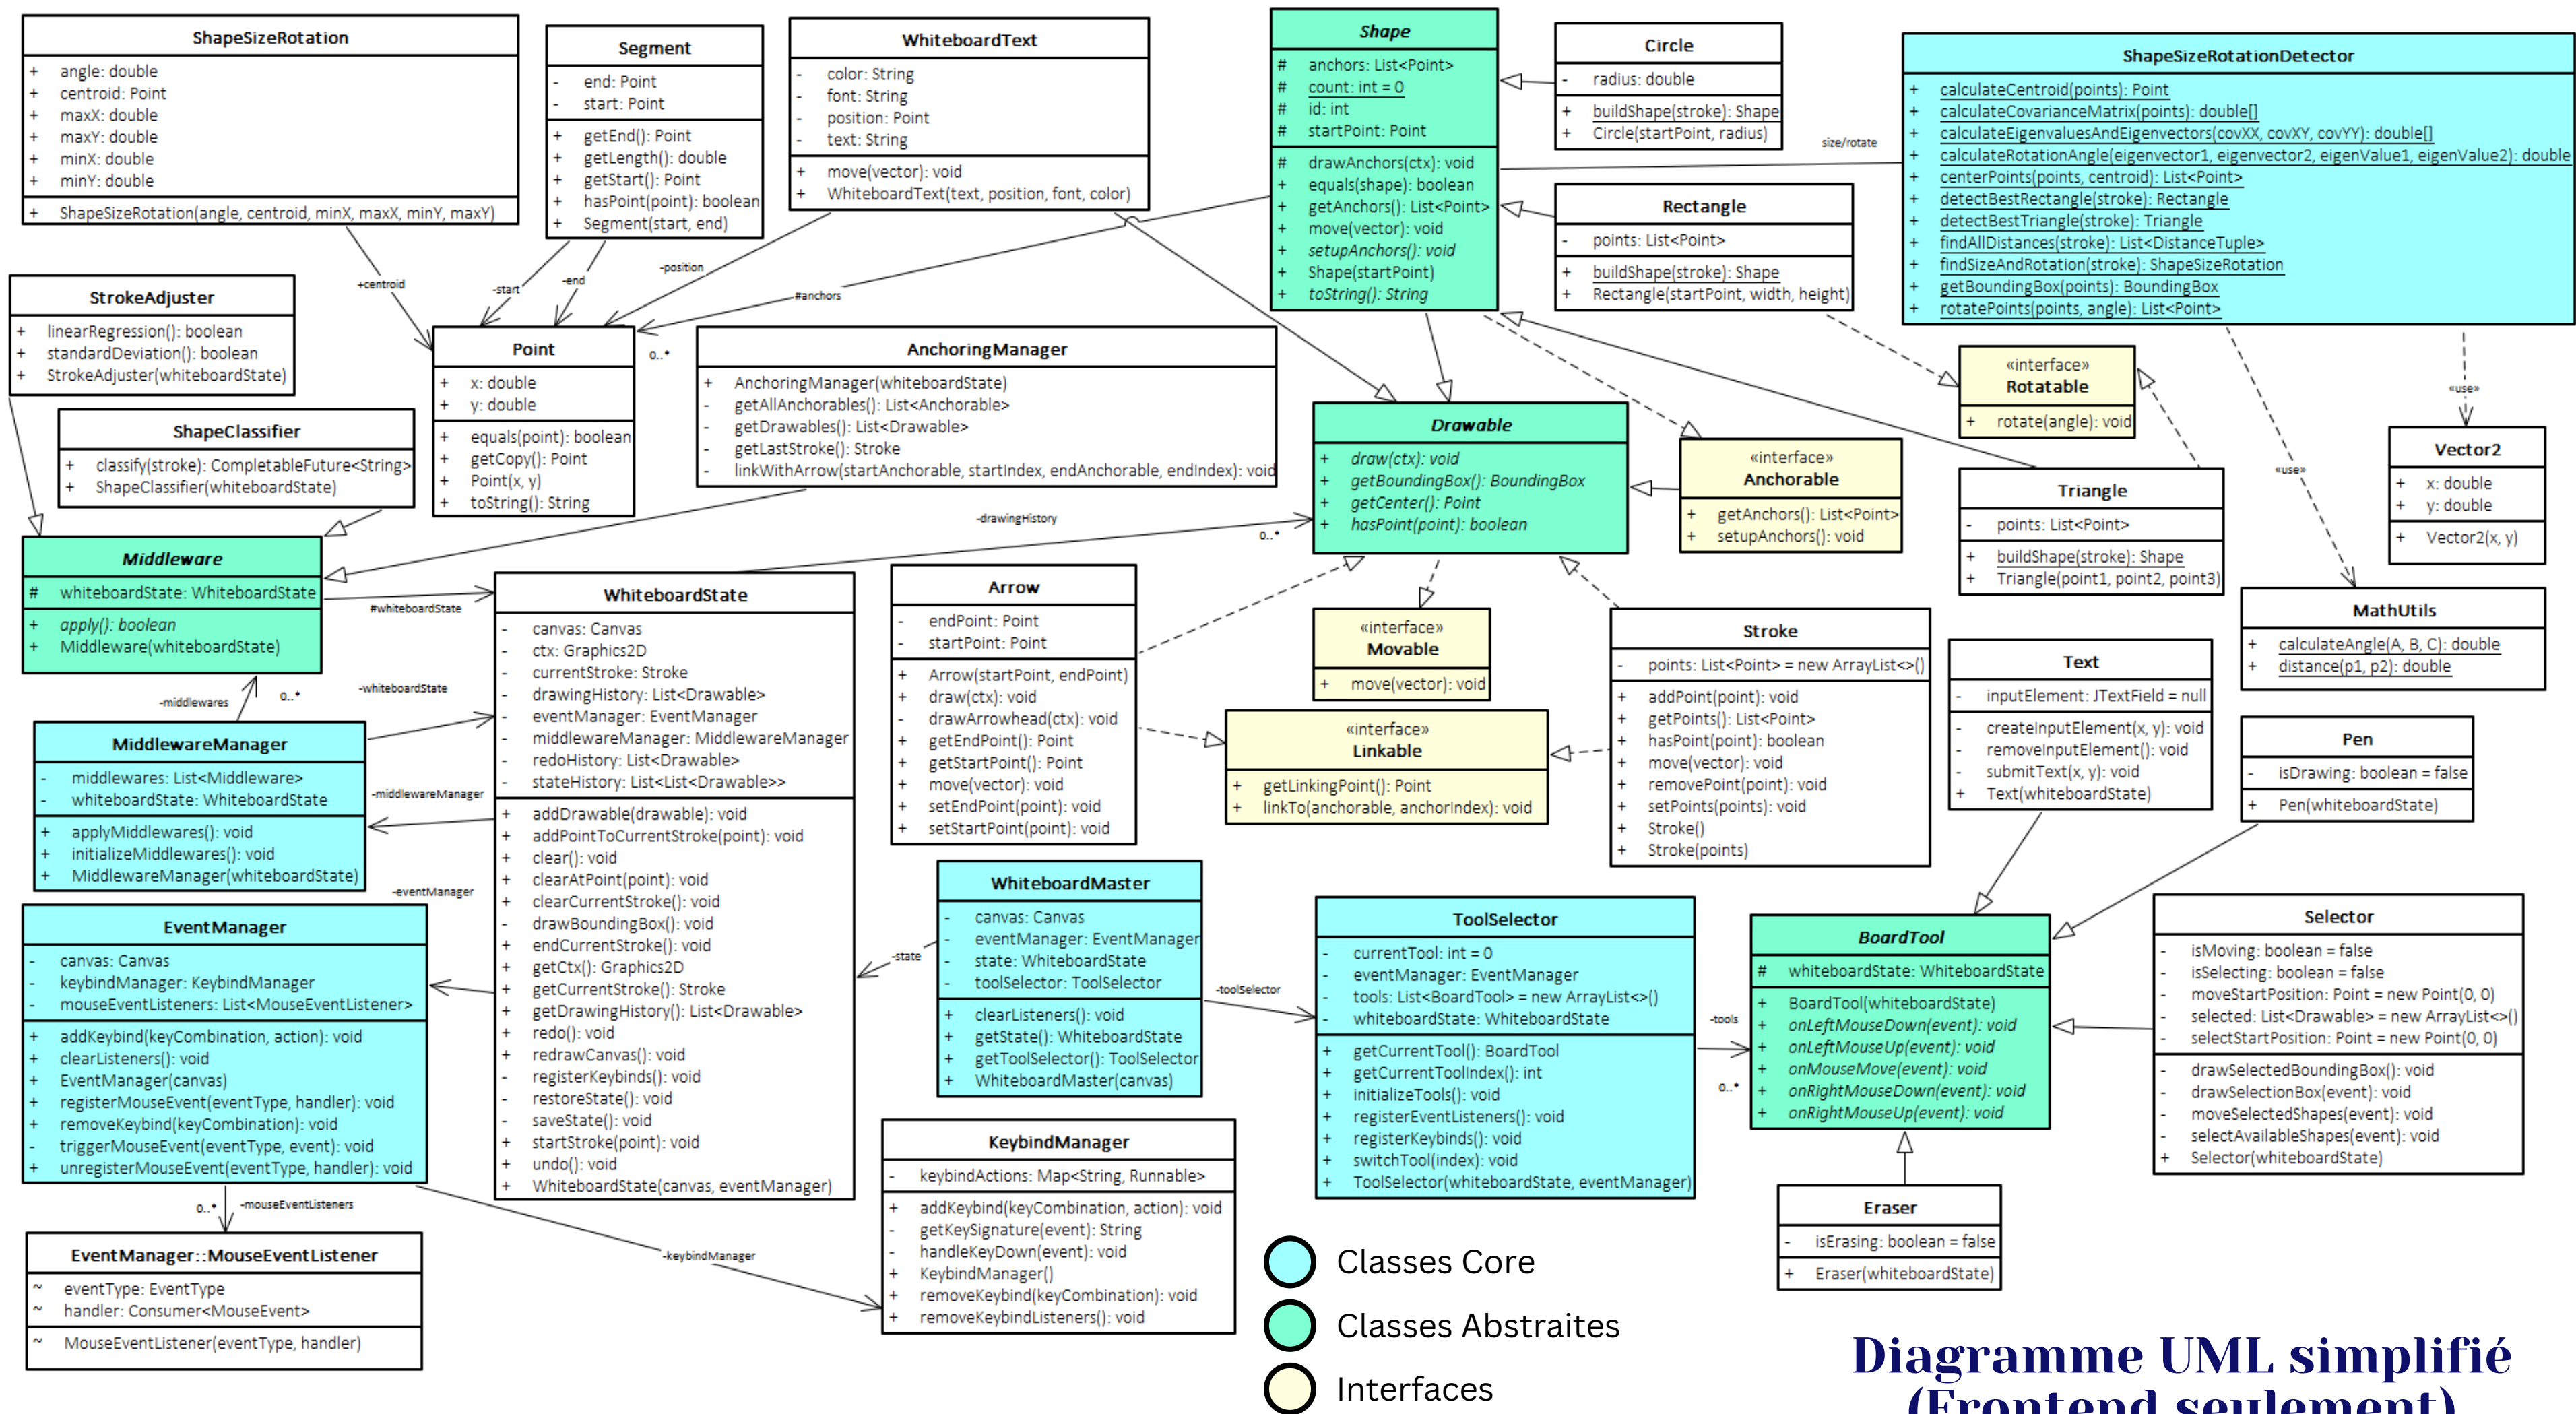 ShapeSizeRotation
+ angle: double
+ centroid: Point
+ maxX: double
+ maxY: double
+ minX: double
+ minY: double
+ ShapeSizeRotation(angle, centroid, minX, maxX, minY, maxY)
Segment
- end: Point
- start: Point
+ getEnd(): Point
+ getLength(): double
+ getStart(): Point
+ hasPoint(point): boolean
+ Segment(start, end)
WhiteboardText
- color: String
- font: String
- position: Point
- text: String
+ move(vector): void
+ WhiteboardText(text, position, font, color)
Shape
# anchors: List<Point>
# count: int = 0
# id: int
# startPoint: Point
# drawAnchors(ctx): void
+ equals(shape): boolean
+ getAnchors(): List<Point>
+ move(vector): void
+ setupAnchors(): void
+ Shape(startPoint)
+ toString(): String
Circle
- radius: double
+ buildShape(stroke): Shape
+ Circle(startPoint, radius)
size/rotate
Rectangle
- points: List<Point>
+ buildShape(stroke): Shape
+ Rectangle(startPoint, width, height)
ShapeSizeRotationDetector
+ calculateCentroid(points): Point
+ calculateCovarianceMatrix(points): double[]
+ calculateEigenvaluesAndEigenvectors(covXX, covXY, covYY): double[]
+ calculateRotationAngle(eigenvector1, eigenvector2, eigenValue1, eigenValue2): double
+ centerPoints(points, centroid): List<Point>
+ detectBestRectangle(stroke): Rectangle
+ detectBestTriangle(stroke): Triangle
+ findAllDistances(stroke): List<DistanceTuple>
+ findSizeAndRotation(stroke): ShapeSizeRotation
+ getBoundingBox(points): BoundingBox
+ rotatePoints(points, angle): List<Point>
+centroid
-start
-end
-position
#anchors
0..*
StrokeAdjuster
+ linearRegression(): boolean
+ standardDeviation(): boolean
+ StrokeAdjuster(whiteboardState)
ShapeClassifier
+ classify(stroke): CompletableFuture<String>
+ ShapeClassifier(whiteboardState)
Point
+ x: double
+ y: double
+ equals(point): boolean
+ getCopy(): Point
+ Point(x, y)
+ toString(): String
AnchoringManager
+ AnchoringManager(whiteboardState)
- getAllAnchorables(): List<Anchorable>
- getDrawables(): List<Drawable>
- getLastStroke(): Stroke
- linkWithArrow(startAnchorable, startIndex, endAnchorable, endIndex): void
-drawingHistory
0..*
Drawable
+ draw(ctx): void
+ getBoundingBox(): BoundingBox
+ getCenter(): Point
+ hasPoint(point): boolean
«interface»
Anchorable
+ getAnchors(): List<Point>
+ setupAnchors(): void
«interface»
Rotatable
+ rotate(angle): void
«use»
«use»
Vector2
+ x: double
+ y: double
+ Vector2(x, y)
Triangle
- points: List<Point>
+ buildShape(stroke): Shape
+ Triangle(point1, point2, point3)
MathUtils
+ calculateAngle(A, B, C): double
+ distance(p1, p2): double
Middleware
# whiteboardState: WhiteboardState
+ apply(): boolean
+ Middleware(whiteboardState)
#whiteboardState
-middlewares
0..*
-whiteboardState
MiddlewareManager
- middlewares: List<Middleware>
- whiteboardState: WhiteboardState
+ applyMiddlewares(): void
+ initializeMiddlewares(): void
+ MiddlewareManager(whiteboardState)
-middlewareManager
-eventManager
WhiteboardState
- canvas: Canvas
- ctx: Graphics2D
- currentStroke: Stroke
- drawingHistory: List<Drawable>
- eventManager: EventManager
- middlewareManager: MiddlewareManager
- redoHistory: List<Drawable>
- stateHistory: List<List<Drawable>>
+ addDrawable(drawable): void
+ addPointToCurrentStroke(point): void
+ clear(): void
+ clearAtPoint(point): void
+ clearCurrentStroke(): void
- drawBoundingBox(): void
+ endCurrentStroke(): void
+ getCtx(): Graphics2D
+ getCurrentStroke(): Stroke
+ getDrawingHistory(): List<Drawable>
+ redo(): void
+ redrawCanvas(): void
- registerKeybinds(): void
- restoreState(): void
- saveState(): void
+ startStroke(point): void
+ undo(): void
+ WhiteboardState(canvas, eventManager)
Arrow
- endPoint: Point
- startPoint: Point
+ Arrow(startPoint, endPoint)
+ draw(ctx): void
- drawArrowhead(ctx): void
+ getEndPoint(): Point
+ getStartPoint(): Point
+ move(vector): void
+ setEndPoint(point): void
+ setStartPoint(point): void
«interface»
Movable
+ move(vector): void
«interface»
Linkable
+ getLinkingPoint(): Point
+ linkTo(anchorable, anchorIndex): void
Stroke
- points: List<Point> = new ArrayList<>()
+ addPoint(point): void
+ getPoints(): List<Point>
+ hasPoint(point): boolean
+ move(vector): void
+ removePoint(point): void
+ setPoints(points): void
+ Stroke()
+ Stroke(points)
Text
- inputElement: JTextField = null
- createInputElement(x, y): void
- removeInputElement(): void
- submitText(x, y): void
+ Text(whiteboardState)
Pen
- isDrawing: boolean = false
+ Pen(whiteboardState)
EventManager
- canvas: Canvas
- keybindManager: KeybindManager
- mouseEventListeners: List<MouseEventListener>
+ addKeybind(keyCombination, action): void
+ clearListeners(): void
+ EventManager(canvas)
+ registerMouseEvent(eventType, handler): void
+ removeKeybind(keyCombination): void
- triggerMouseEvent(eventType, event): void
+ unregisterMouseEvent(eventType, handler): void
0..*
-mouseEventListeners
EventManager::MouseEventListener
~ eventType: EventType
~ handler: Consumer<MouseEvent>
~ MouseEventListener(eventType, handler)
-keybindManager
-state
WhiteboardMaster
- canvas: Canvas
- eventManager: EventManager
- state: WhiteboardState
- toolSelector: ToolSelector
+ clearListeners(): void
+ getState(): WhiteboardState
+ getToolSelector(): ToolSelector
+ WhiteboardMaster(canvas)
-toolSelector
KeybindManager
- keybindActions: Map<String, Runnable>
+ addKeybind(keyCombination, action): void
- getKeySignature(event): String
- handleKeyDown(event): void
+ KeybindManager()
+ removeKeybind(keyCombination): void
+ removeKeybindListeners(): void
ToolSelector
- currentTool: int = 0
- eventManager: EventManager
- tools: List<BoardTool> = new ArrayList<>()
- whiteboardState: WhiteboardState
+ getCurrentTool(): BoardTool
+ getCurrentToolIndex(): int
+ initializeTools(): void
+ registerEventListeners(): void
+ registerKeybinds(): void
+ switchTool(index): void
+ ToolSelector(whiteboardState, eventManager)
-tools
0..*
BoardTool
# whiteboardState: WhiteboardState
+ BoardTool(whiteboardState)
+ onLeftMouseDown(event): void
+ onLeftMouseUp(event): void
+ onMouseMove(event): void
+ onRightMouseDown(event): void
+ onRightMouseUp(event): void
Selector
- isMoving: boolean = false
- isSelecting: boolean = false
- moveStartPosition: Point = new Point(0, 0)
- selected: List<Drawable> = new ArrayList<>()
- selectStartPosition: Point = new Point(0, 0)
- drawSelectedBoundingBox(): void
- drawSelectionBox(event): void
- moveSelectedShapes(event): void
- selectAvailableShapes(event): void
+ Selector(whiteboardState)
Eraser
- isErasing: boolean = false
+ Eraser(whiteboardState)
Classes Core
Classes Abstraites
Interfaces
Diagramme UML simplifié
(Frontend seulement)